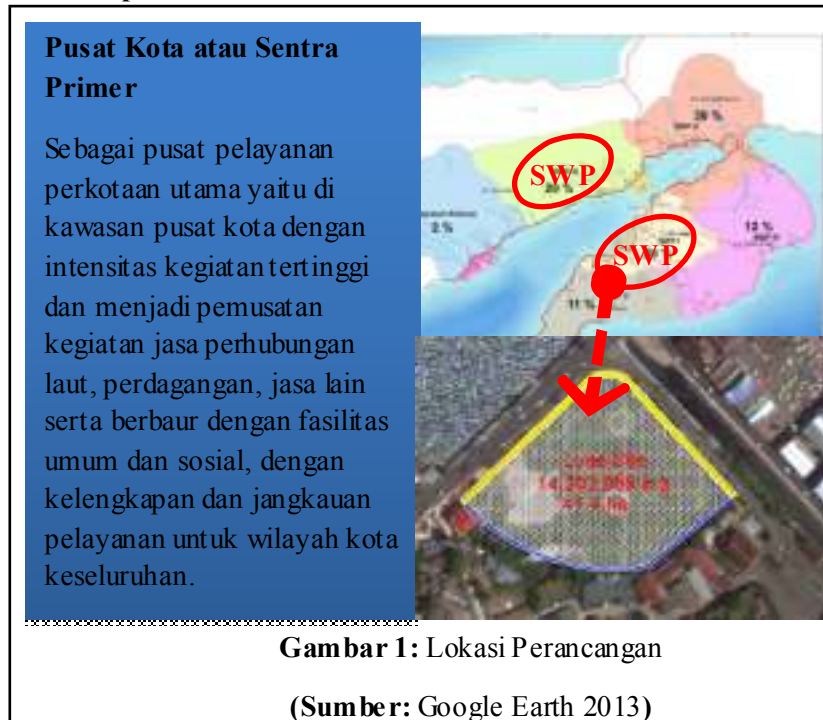 Pusat Kota atau Sentra
Primer
Sebagai pusat pelayanan
perkotaan utama yaitu di
kawasan pusat kota dengan
intensitas kegiatan tertinggi
dan menjadi pemusatan
kegiatan jasa perhubungan
laut, perdagangan, jasa lain
serta berbaur dengan fasilitas
umum dan sosial, dengan
kelengkapan dan jangkauan
pelayanan untuk wilayah kota
keseluruhan.
SWP
SWP
12 %
11 %
Gambar 1: Lokasi Perancangan
(Sumber: Google Earth 2013)